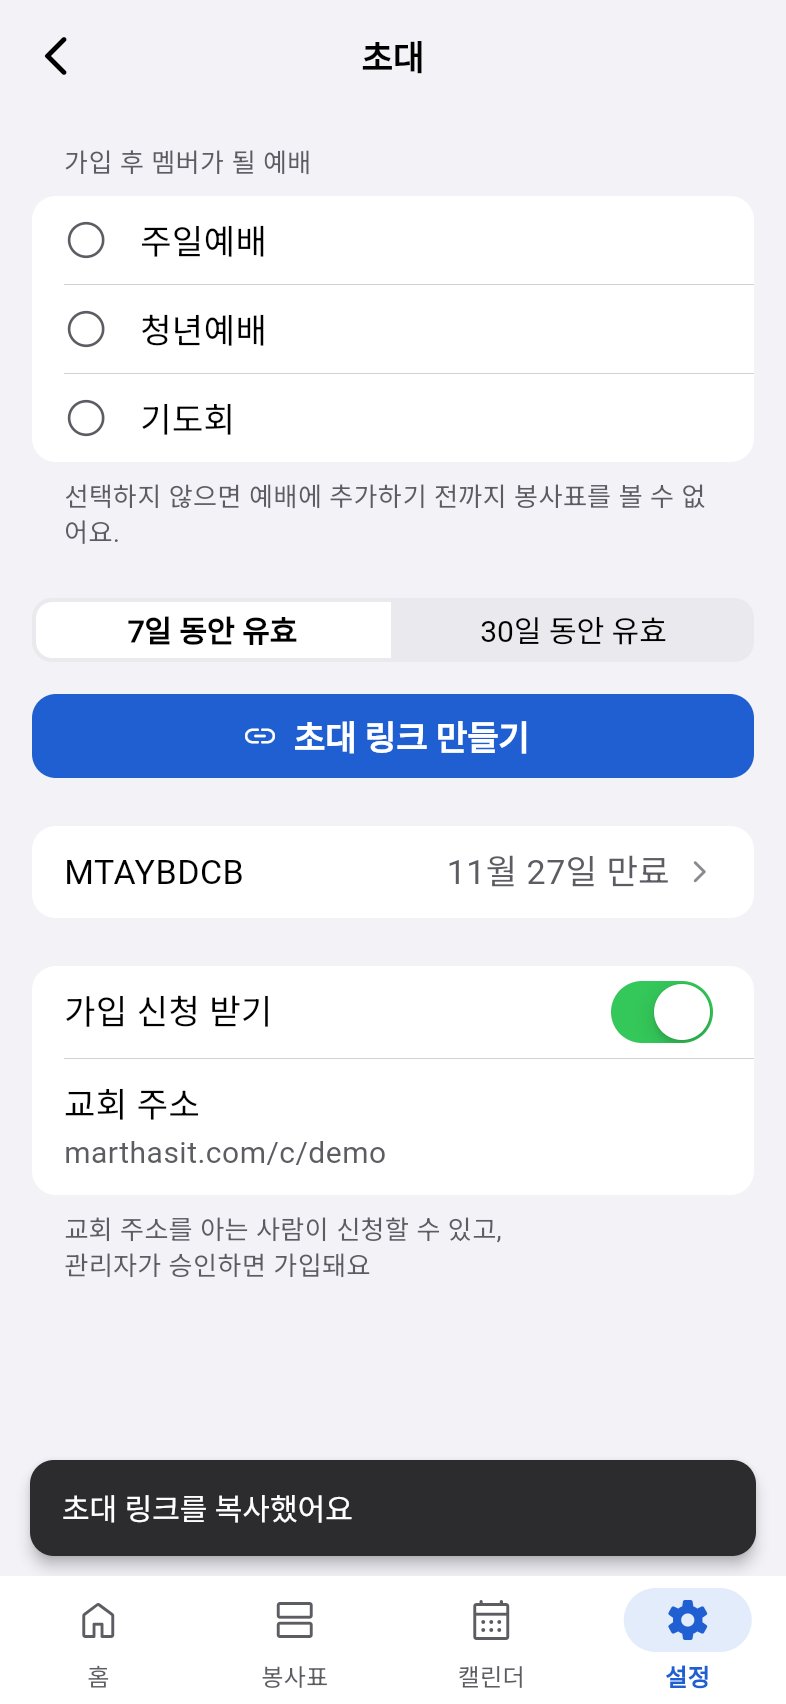 초대
가입 후 멤버가 될 예배
주일예배
청년예배
기도회
선택하지 않으면 예배에 추가하기 전까지 봉사표를 볼 수 없
어요.
7일 동안 유효
30일 동안 유효
초대 링크 만들기
MTAYBDCB
11월 27일 만료
가입 신청 받기
교회 주소
marthasit.com/c/demo
교회 주소를 아는 사람이 신청할 수 있고,
관리자가 승인하면 가입돼요
초대 링크를 복사했어요
홈
봉사표
캘린더
설정